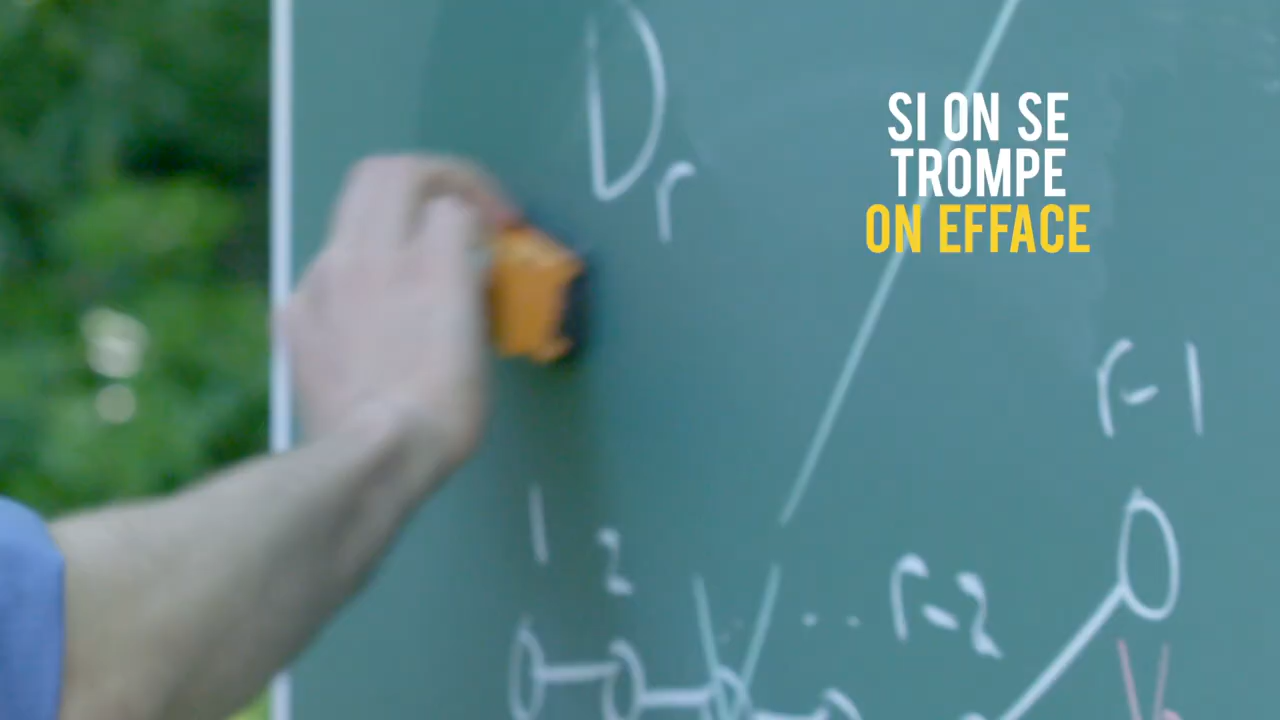 SI ON SE
TROMPE
ON EFFACE
Dr
r-1
1 2 ... r-2